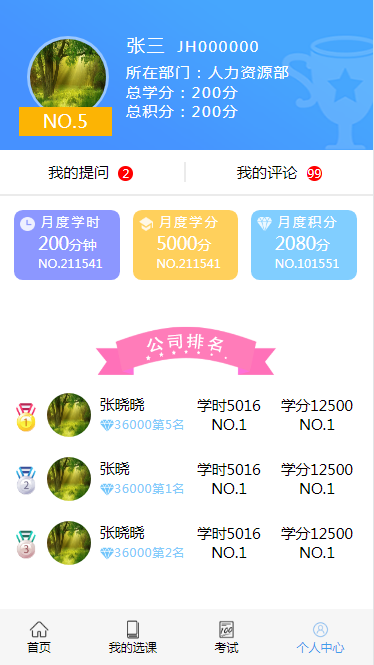 张三 JH000000
所在部门：人力资源部
总学分：200分
总积分：200分
NO.5
我的提问 2 我的评论 99
月度学时 月度学分 月度积分
200分钟 5000分 2080分
NO.211541 NO.211541 NO.101551
公司排名
张晓晓 学时5016 学分12500
1 36000第5名 NO.1 NO.1
张晓 学时5016 学分12500
2 36000第1名 NO.1 NO.1
张晓晓 学时5016 学分12500
3 36000第2名 NO.1 NO.1
100
首页 我的选课 考试 个人中心